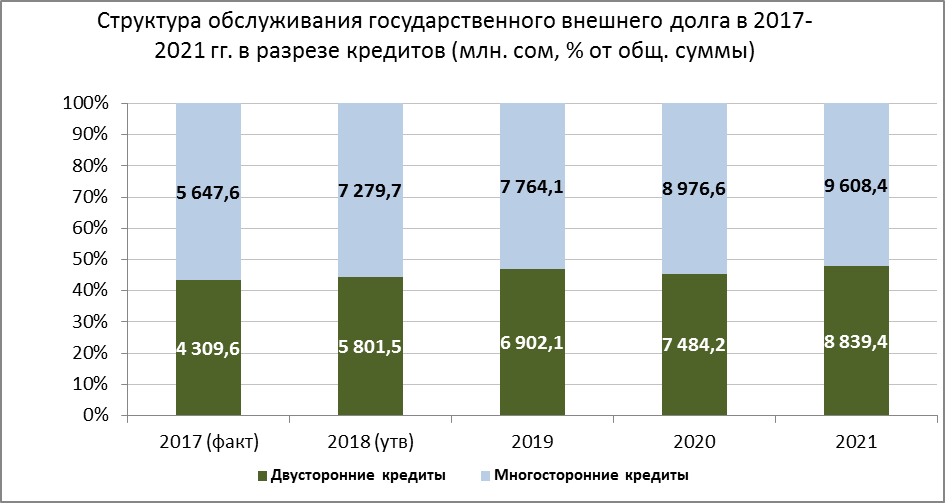 Структура обслуживания государственного внешнего долга в 2017-
2021 гг. в разрезе кредитов (млн. сом, % от общ. суммы)
100%
90%
80%
70%
60%
50%
40%
30%
20%
10%
0%
5 647,6 7 279,7 7 764,1 8 976,6 9 608,4
4 309,6 5 801,5 6 902,1 7 484,2 8 839,4
2017 (факт) 2018 (утв) 2019 2020 2021
Двусторонние кредиты Многосторонние кредиты